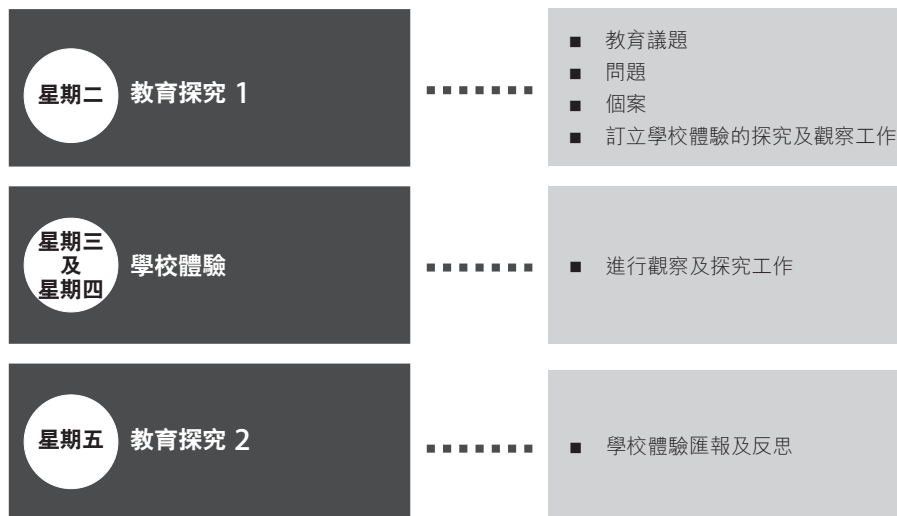 星期二
教育探究 1
■ 教育議題
■ 問題
■ 個案
■ 訂立學校體驗的探究及觀察工作
星期三
及
星期四
學校體驗
■ 進行觀察及探究工作
星期五
教育探究 2
■ 學校體驗匯報及反思